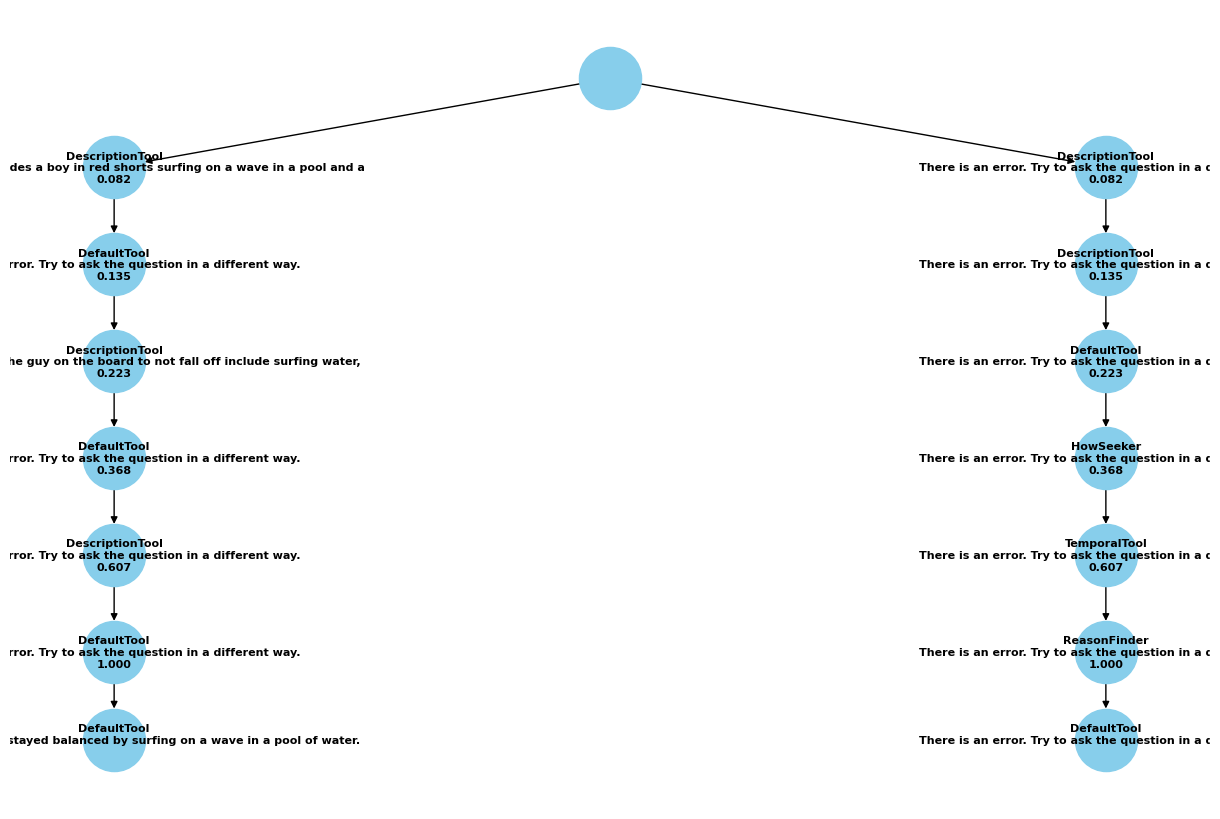 DescriptionTool
des a boy in red shorts surfing on a wave in a pool and a
0.082
DefaultTool
rror. Try to ask the question in a different way.
0.135
DescriptionTool
he guy on the board to not fall off include surfing water,
0.223
DefaultTool
rror. Try to ask the question in a different way.
0.368
DescriptionTool
rror. Try to ask the question in a different way.
0.607
DefaultTool
rror. Try to ask the question in a different way.
1.000
DefaultTool
stayed balanced by surfing on a wave in a pool of water.
DescriptionTool
There is an error. Try to ask the question in a d
0.082
DescriptionTool
There is an error. Try to ask the question in a d
0.135
DefaultTool
There is an error. Try to ask the question in a d
0.223
HowSeeker
There is an error. Try to ask the question in a d
0.368
TemporalTool
There is an error. Try to ask the question in a d
0.607
ReasonFinder
There is an error. Try to ask the question in a d
1.000
DefaultTool
There is an error. Try to ask the question in a d